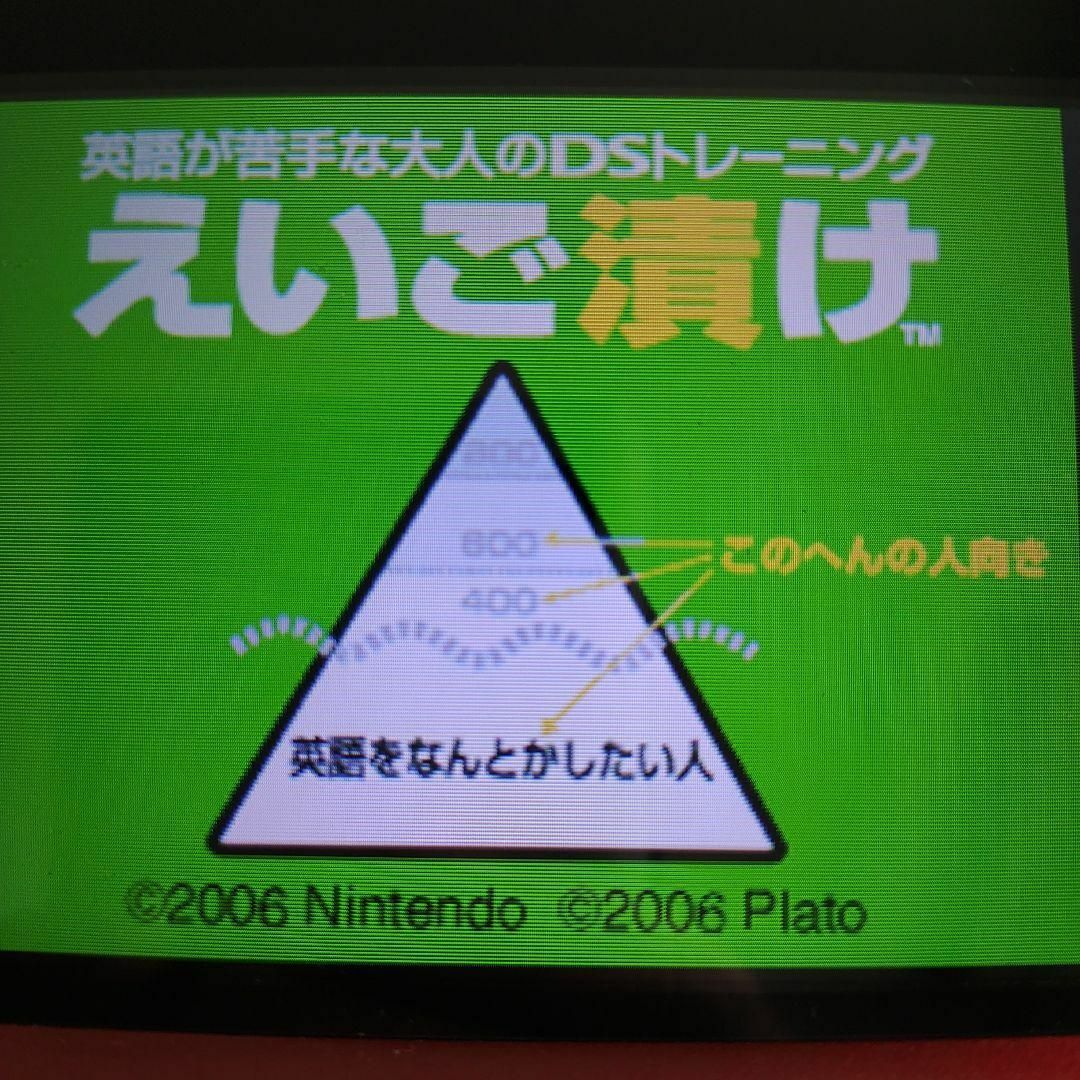 英語が苦手な大人のDSトレーニング
えいご漬け™
800
600
400
このへんの人向き
英語をなんとかしたい人
©2006 Nintendo ©2006 Plato